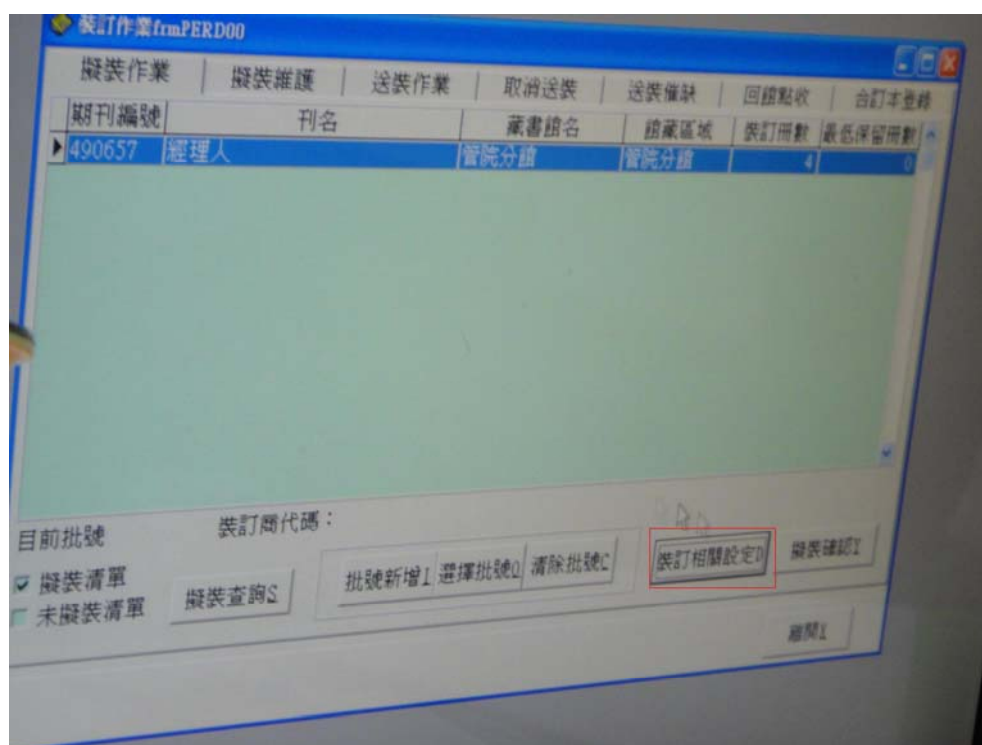 裝訂作業frmPERD00
擬裝作業 擬裝維護 送裝作業 取消送裝 送裝催缺 回館點收 合訂本登錄
期刊編號 刊名 藏書館名 館藏區域 裝訂冊數 最低保留冊數
490657 經理人 管院分館 管院分館 4 0
目前批號 裝訂商代碼：
擬裝清單
未擬裝清單
擬裝查詢S 批號新增I 選擇批號Q 清除批號C 裝訂相關設定D 擬裝確認Y
離開X